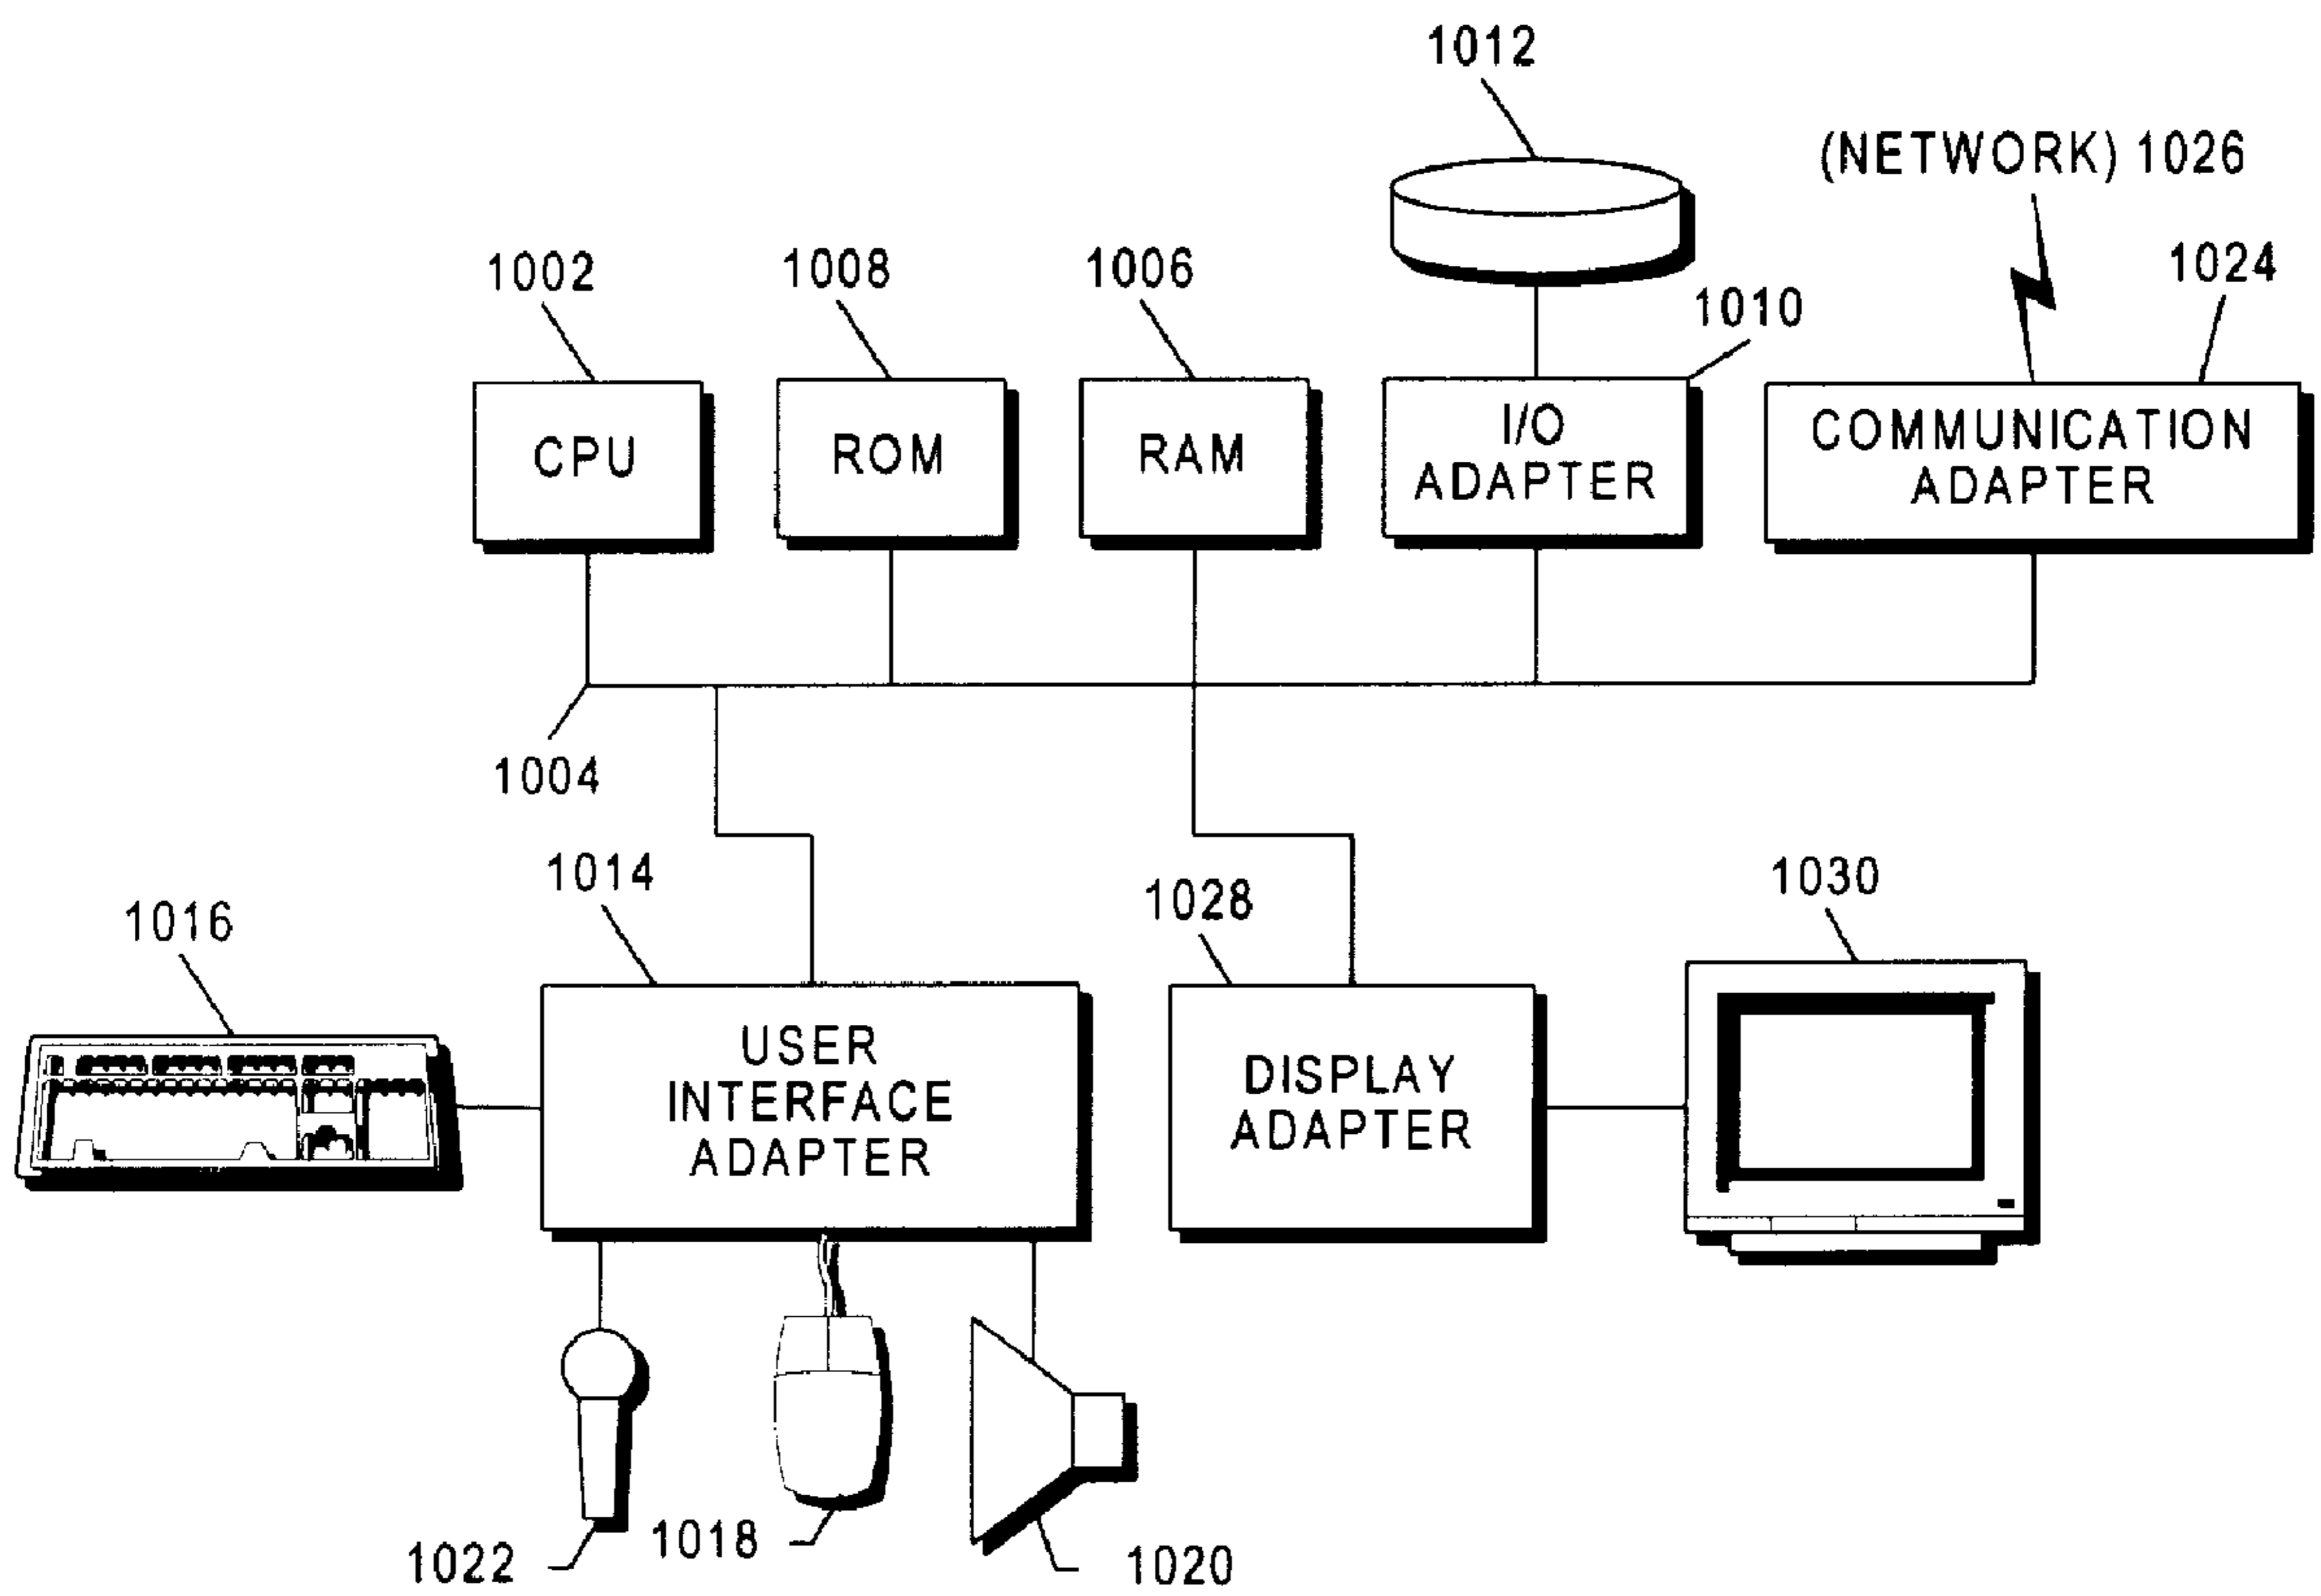 1012
(NETWORK) 1026
1002
1008
1006
1024
1010
CPU
ROM
RAM
I/O
ADAPTER
COMMUNICATION
ADAPTER
1004
1014
1028
1030
1016
USER
INTERFACE
ADAPTER
DISPLAY
ADAPTER
1022
1018
1020